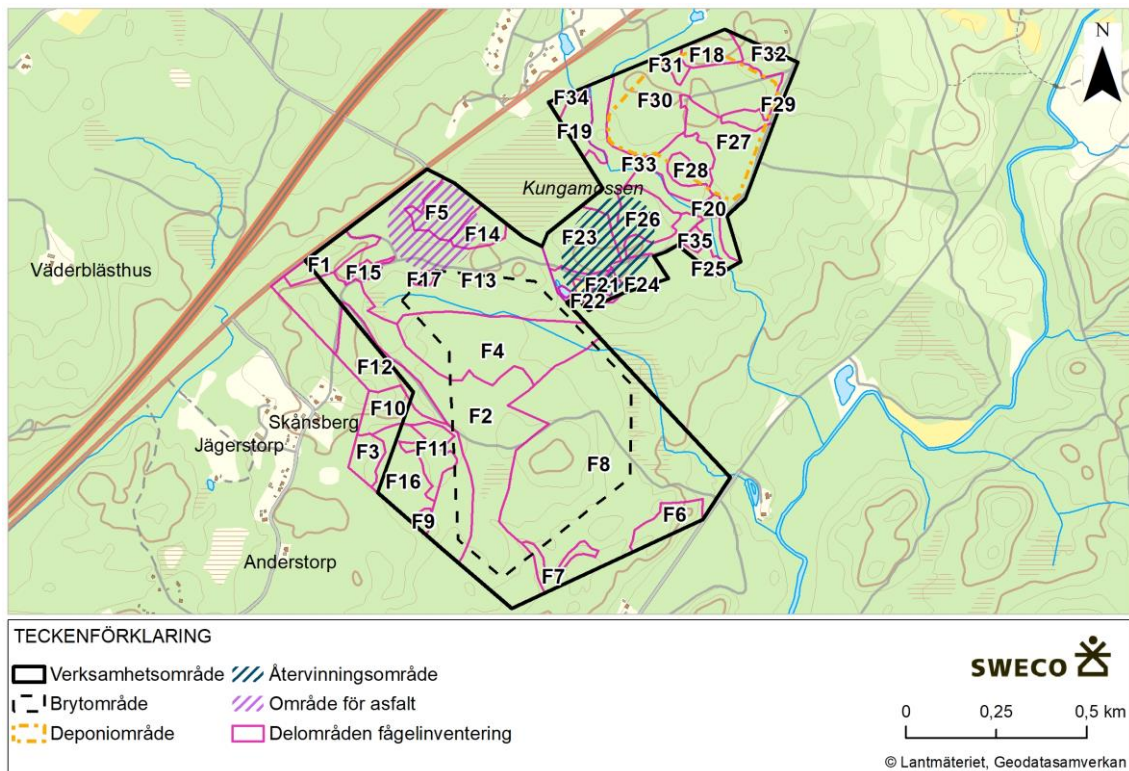 N
F18
F32
F31
F34
F30
F29
F19
F27
F33
F28
Kungamossen
F5
F20
F26
F14
F23
F35
Väderblästhus
F1
F15
F25
F17
F13
F21
F24
F22
F4
F12
F10
F2
Skånsberg
Jägerstorp
F3
F11
F8
F16
F6
F9
Anderstorp
F7
TECKENFÖRKLARING
Verksamhetsområde
Återvinningsområde
Brytområde
Område för asfalt
Deponiområde
Delområden fågelinventering
SWECO
0 0,25 0,5 km
© Lantmäteriet, Geodatasamverkan